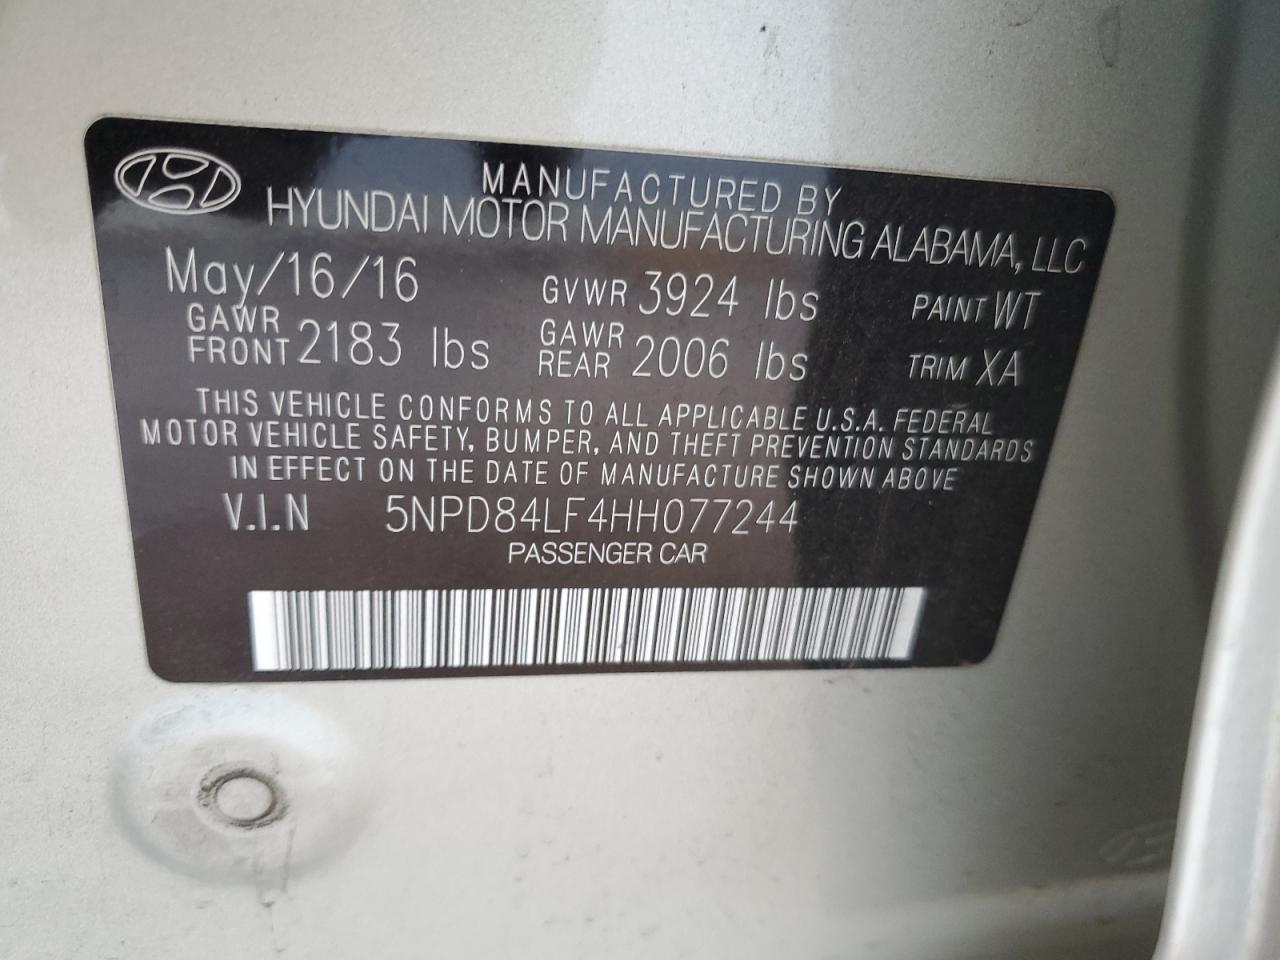 MANUFACTURED BY
HYUNDAI MOTOR MANUFACTURING ALABAMA, LLC
May/16/16 GVWR 3924 lbs PAINT WT
GAWR FRONT 2183 lbs GAWR REAR 2006 lbs TRIM XA
THIS VEHICLE CONFORMS TO ALL APPLICABLE U.S.A. FEDERAL
MOTOR VEHICLE SAFETY, BUMPER, AND THEFT PREVENTION STANDARDS
IN EFFECT ON THE DATE OF MANUFACTURE SHOWN ABOVE
V.I.N 5NPD84LF4HH077244
PASSENGER CAR